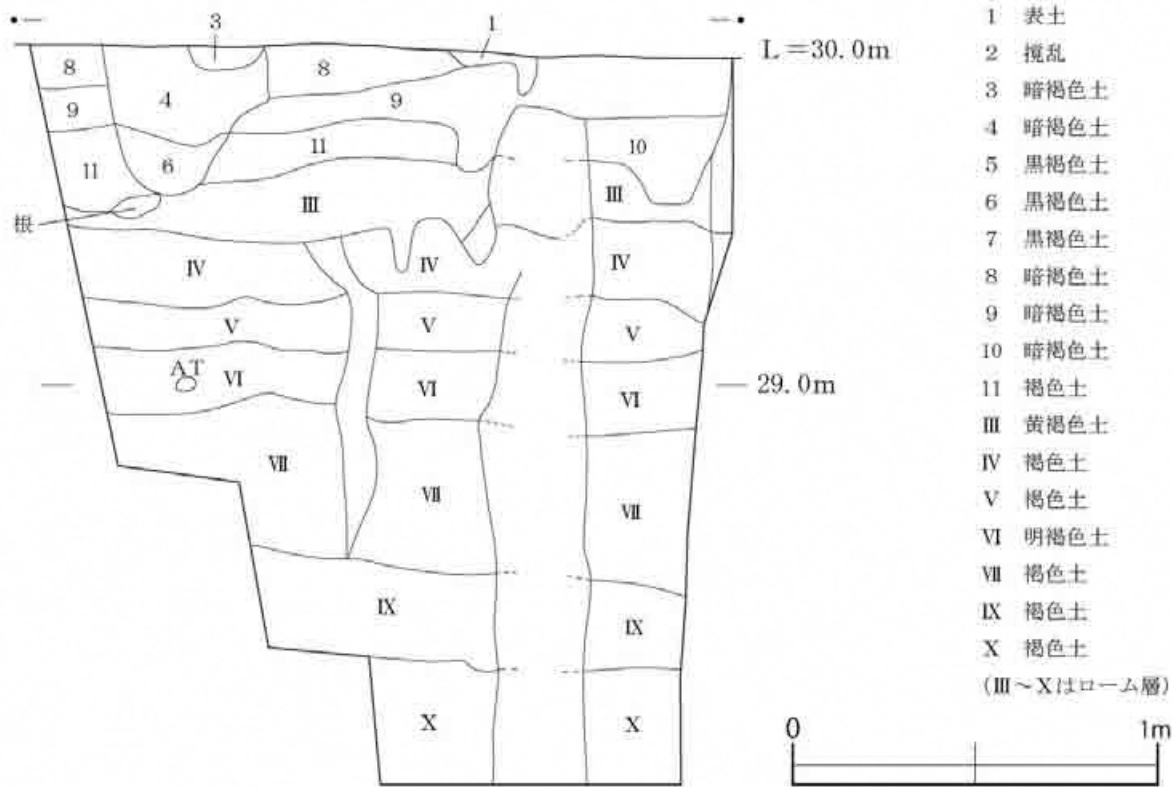 3
1
8
8
L=30.0m
4
9
9
11
10
11
6
III
III
根
IV
IV
IV
V
V
V
AT
VI
29.0m
VI
VI
VII
VII
VII
IX
IX
X
X
1 表土
2 撹乱
3 暗褐色土
4 暗褐色土
5 黒褐色土
6 黒褐色土
7 黒褐色土
8 暗褐色土
9 暗褐色土
10 暗褐色土
11 褐色土
III 黄褐色土
IV 褐色土
V 褐色土
VI 明褐色土
VII 褐色土
IX 褐色土
X 褐色土
(III～Xはローム層)
0
1m